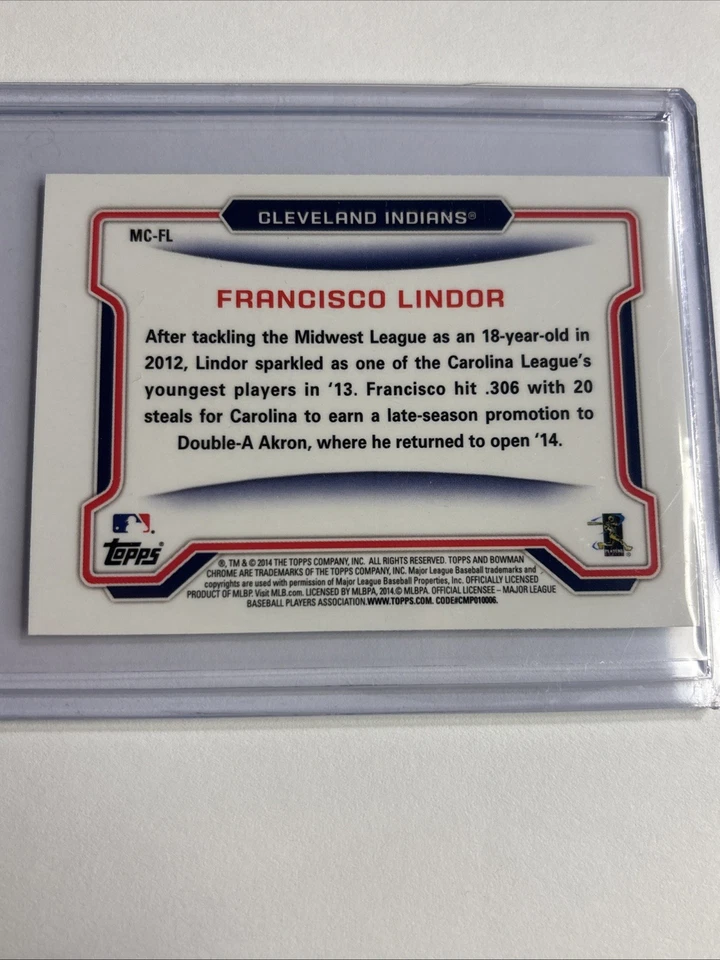 CLEVELAND INDIANS®
MC-FL
FRANCISCO LINDOR
After tackling the Midwest League as an 18-year-old in
2012, Lindor sparkled as one of the Carolina League's
youngest players in '13. Francisco hit .306 with 20
steals for Carolina to earn a late-season promotion to
Double-A Akron, where he returned to open '14.
Topps®
®, TM & © 2014 THE TOPPS COMPANY, INC. ALL RIGHTS RESERVED. TOPPS AND BOWMAN
CHROME ARE TRADEMARKS OF THE TOPPS COMPANY, INC. Major League Baseball trademarks and
copyrights are used with permission of Major League Baseball Properties, Inc. OFFICIALLY LICENSED
PRODUCT OF MLBP. Visit MLB.com. LICENSED BY MLBPA, 2014.© MLBPA. OFFICIAL LICENSEE – MAJOR LEAGUE
BASEBALL PLAYERS ASSOCIATION.WWW.TOPPS.COM. CODE#CMP010006.